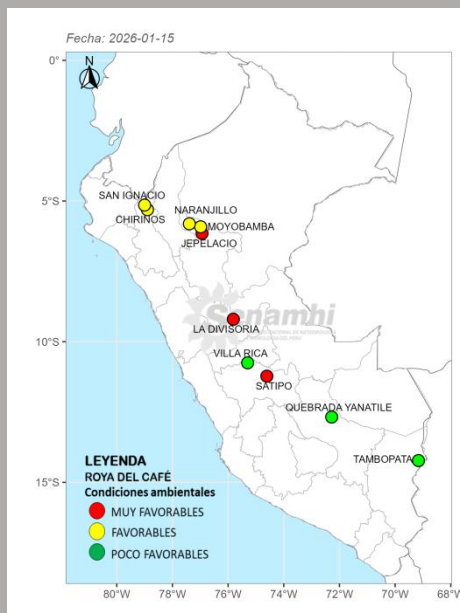 Fecha: 2026-01-15
N
0°
5°S
10°S
15°S
SAN IGNACIO
CHIRINOS
NARANJILLO
MOYOBAMBA
JEPELACIO
Senamhi
LA DIVISORIA
VILLA RICA
SATIPO
QUEBRADA YANATILE
TAMBOPATA
LEYENDA
ROYA DEL CAFÉ
Condiciones ambientales
MUY FAVORABLES
FAVORABLES
POCO FAVORABLES
80°W 78°W 76°W 74°W 72°W 70°W 68°W